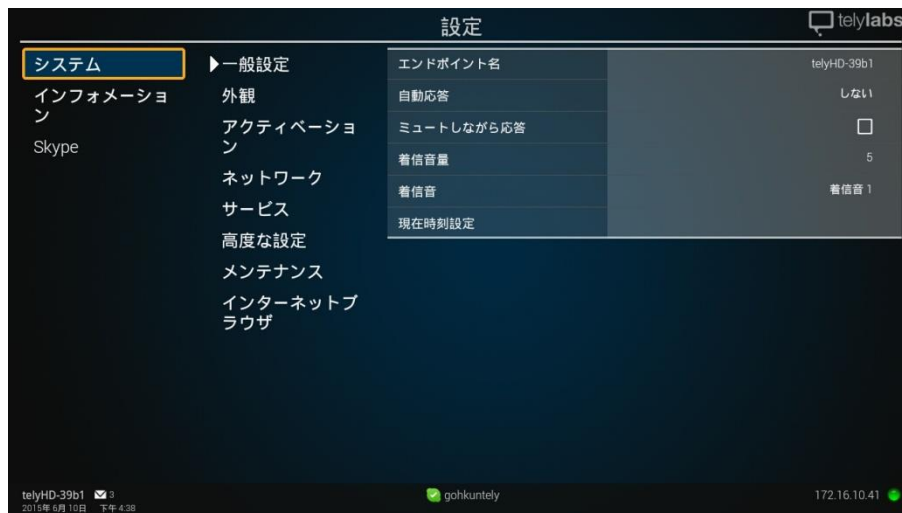 設定
telylabs
システム
インフォメーショ
ン
Skype
▶一般設定
外観
アクティベーショ
ン
ネットワーク
サービス
高度な設定
メンテナンス
インターネットブ
ラウザ
エンドポイント名 telyHD-39b1
自動応答 しない
ミュートしながら応答
着信音量 5
着信音 着信音 1
現在時刻設定
telyHD-39b1 3
2015年 6月 10日 下午 4:38
gohkuntely
172.16.10.41